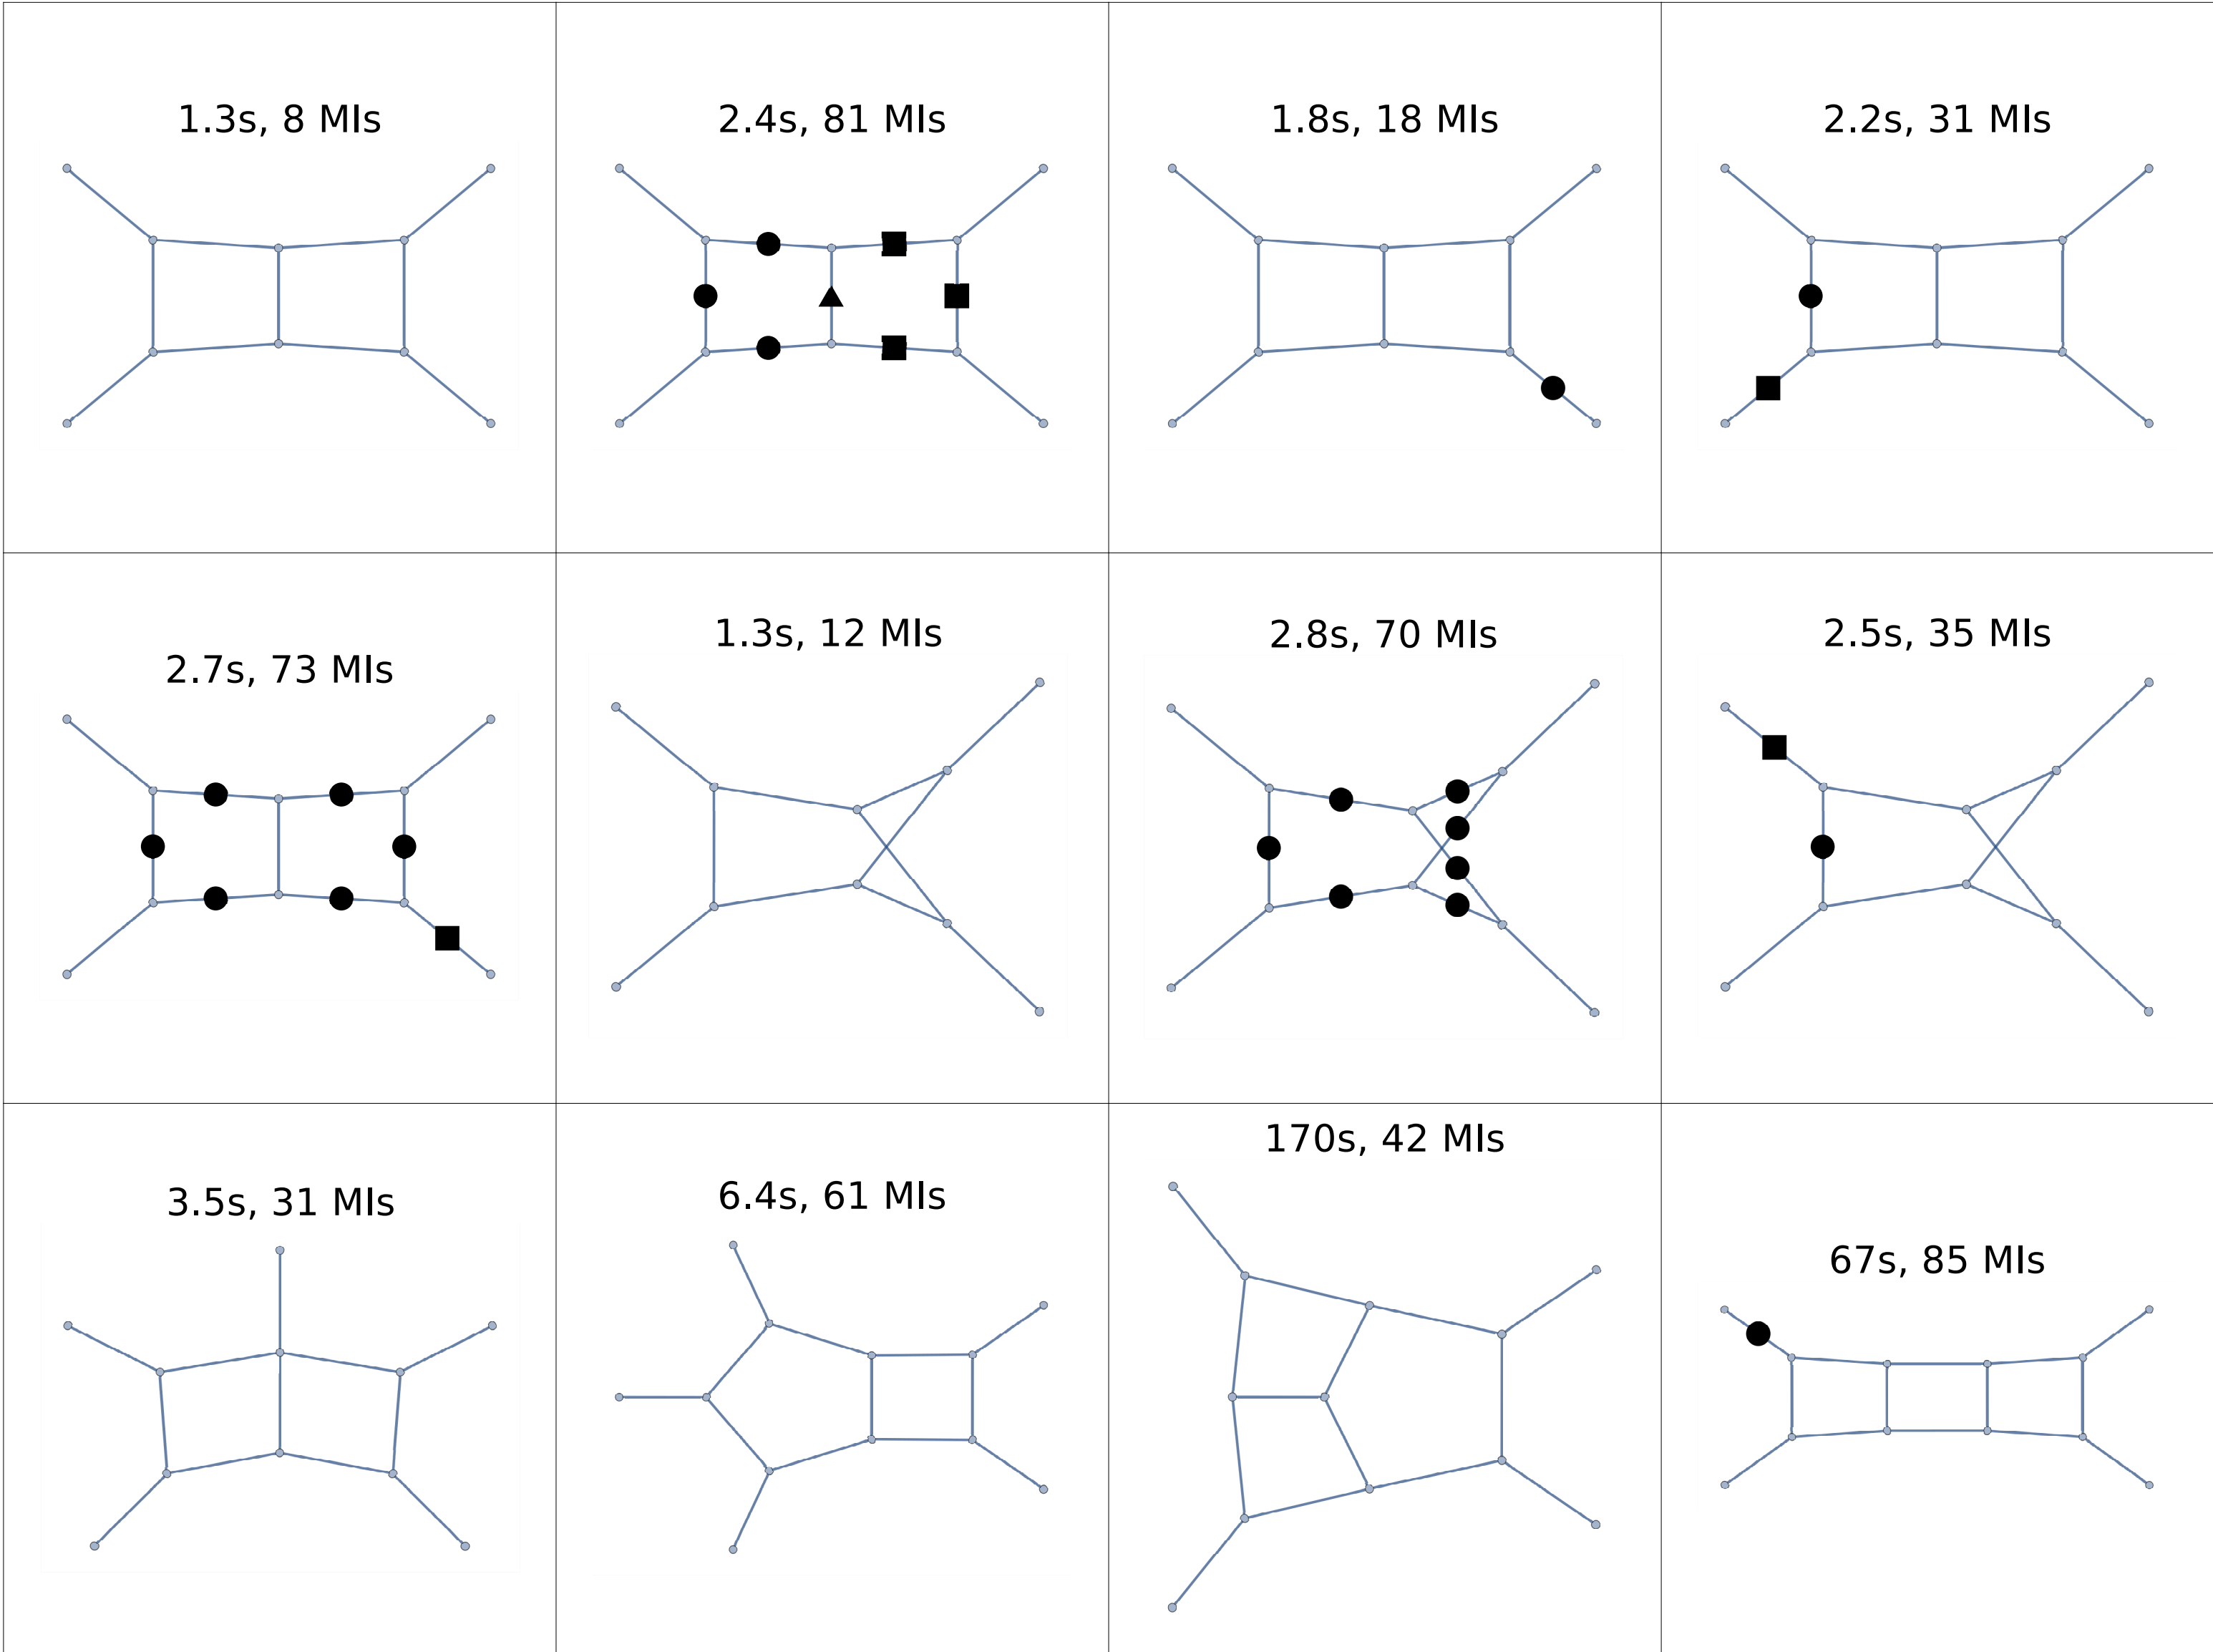 1.3s, 8 MIs
2.4s, 81 MIs
1.8s, 18 MIs
2.2s, 31 MIs
2.7s, 73 MIs
1.3s, 12 MIs
2.8s, 70 MIs
2.5s, 35 MIs
3.5s, 31 MIs
6.4s, 61 MIs
170s, 42 MIs
67s, 85 MIs